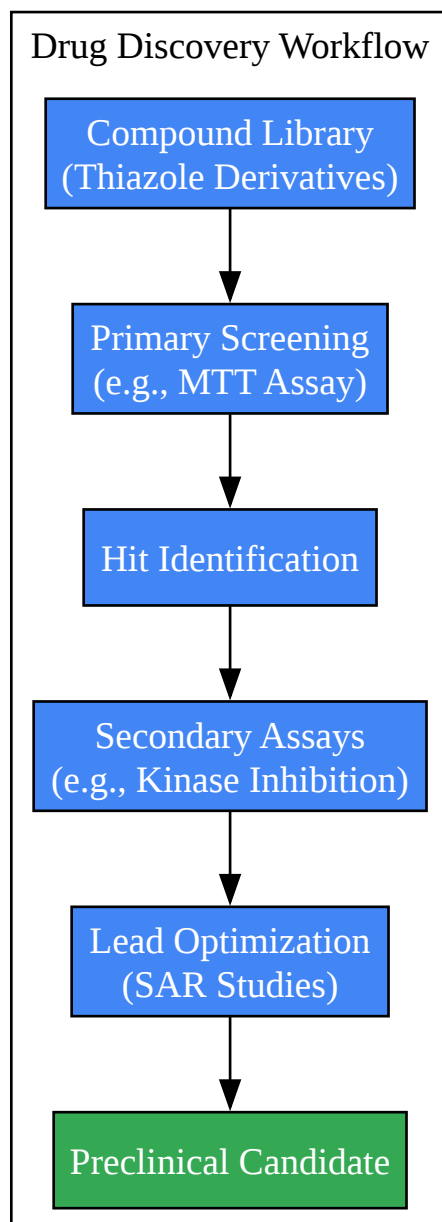 Drug Discovery Workflow
Compound Library
(Thiazole Derivatives)
Primary Screening
(e.g., MTT Assay)
Hit Identification
Secondary Assays
(e.g., Kinase Inhibition)
Lead Optimization
(SAR Studies)
Preclinical Candidate